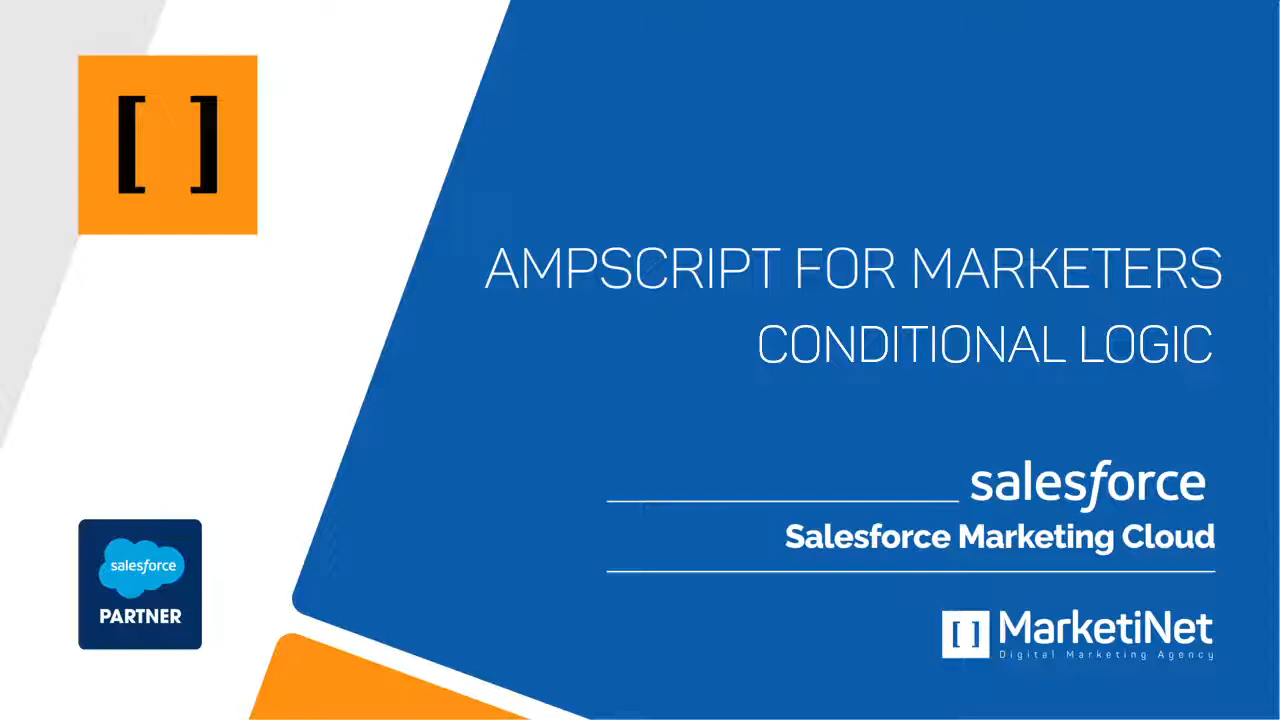 [ ]
AMPSCRIPT FOR MARKETERS
CONDITIONAL LOGIC
salesforce
Salesforce Marketing Cloud
salesforce
PARTNER
[ ] MarketiNet
Digital Marketing Agency